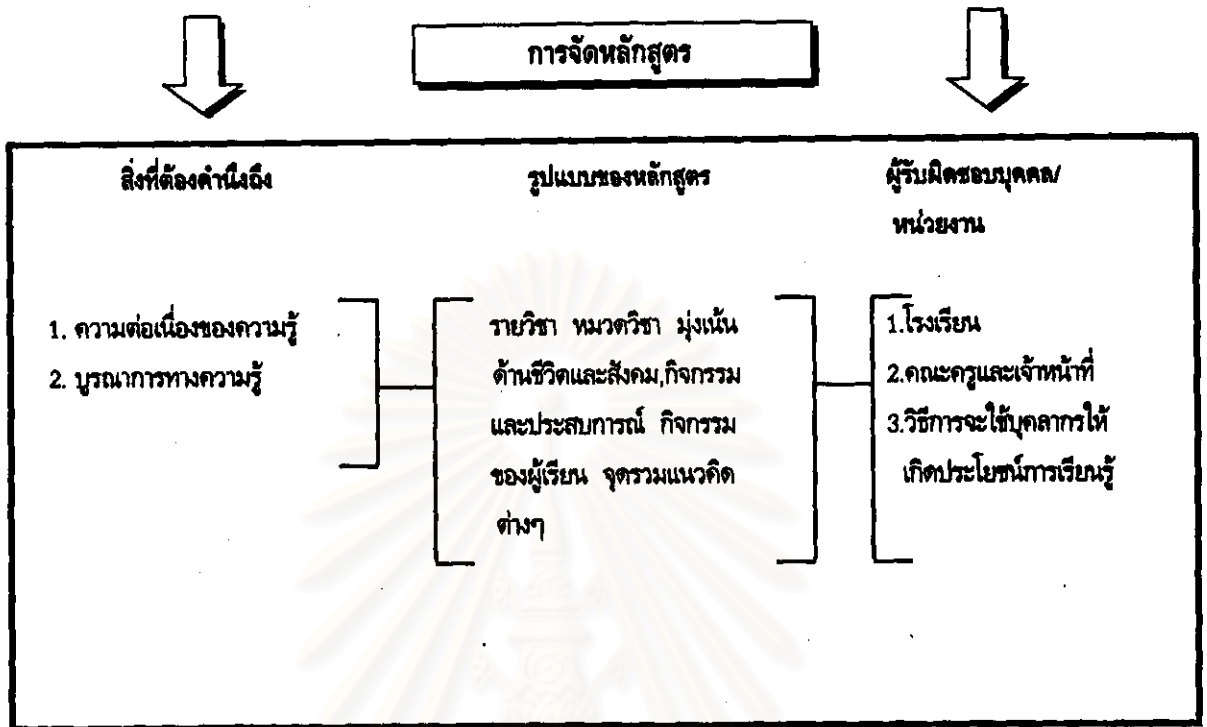 การจัดหลักสูตร
สิ่งที่ต้องคำนึงถึง
1. ความต่อเนื่องของความรู้
2. บูรณาการทางความรู้
รูปแบบของหลักสูตร
รายวิชา หมวดวิชา มุ่งเน้น
ด้านชีวิตและสังคม,กิจกรรม
และประสบการณ์ กิจกรรม
ของผู้เรียน จุดรวมแนวคิด
ต่างๆ
ผู้รับผิดชอบบุคคล/
หน่วยงาน
1.โรงเรียน
2.คณะครูและเจ้าหน้าที่
3.วิธีการจะใช้บุคลากรให้
เกิดประโยชน์การเรียนรู้